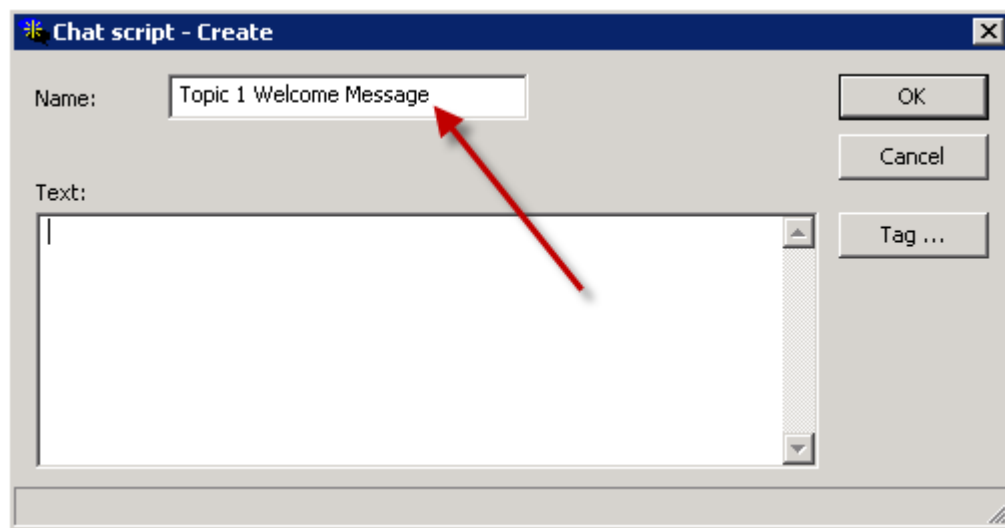 Chat script - Create
Name:
Topic 1 Welcome Message
OK
Cancel
Text:
Tag ...